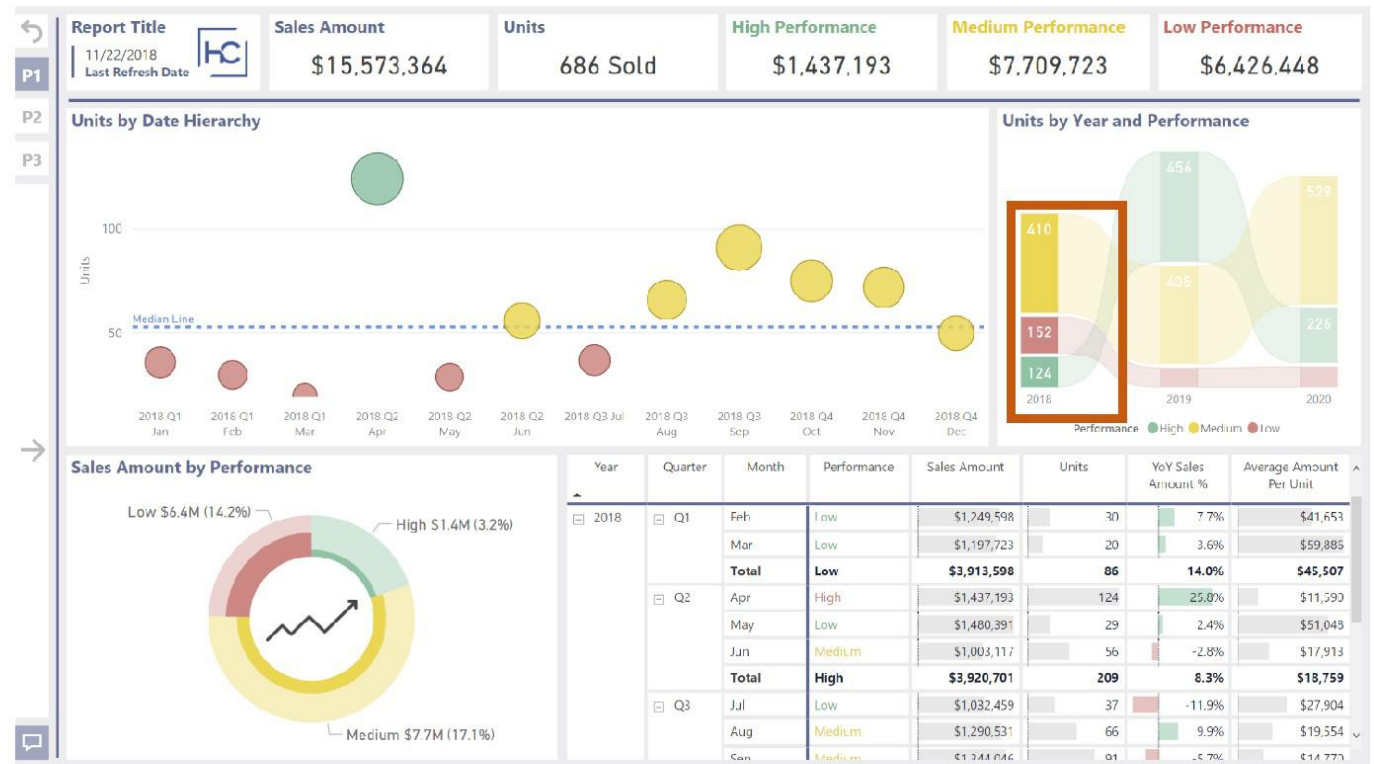 Report Title
11/22/2018
Last Refresh Date
HC
Sales Amount
$15,573,364
Units
686 Sold
High Performance
$1,437,193
Medium Performance
$7,709,723
Low Performance
$6,426,448
P1
P2
P3
Units by Date Hierarchy
100
Units
Median Line
50
2018 Q1 2018 Q1 2018 Q1 2018 Q2 2018 Q2 2018 Q2 2018 Q3 Jul 2018 Q3 2018 Q3 2018 Q4 2018 Q4 2018 Q4
Jan Feb Mar Apr May Jun Aug Sep Oct Nov Dec
Units by Year and Performance
456
529
410
405
152
226
124
2018 2019 2020
Performance High Medium Low
Sales Amount by Performance
Low $6.4M (14.2%)
High $1.4M (3.2%)
Medium $7.7M (17.1%)
Year Quarter Month Performance Sales Amount Units YoY Sales Average Amount
Amount % Per Unit
2018 Q1 Feb Low $1,249,598 30 7.7% $41,653
Mar Low $1,197,723 20 3.6% $59,886
Total Low $3,913,598 86 14.0% $45,507
Q2 Apr High $1,437,193 124 25.8% $11,590
May Low $1,480,391 29 2.4% $51,048
Jun Medium $1,003,117 56 -2.8% $17,913
Total High $3,920,701 209 8.3% $18,759
Q3 Jul Low $1,032,459 37 -11.9% $27,904
Aug Medium $1,290,531 66 9.9% $19,554
Sep Medium $1,344,046 91 -5.7% $14,770